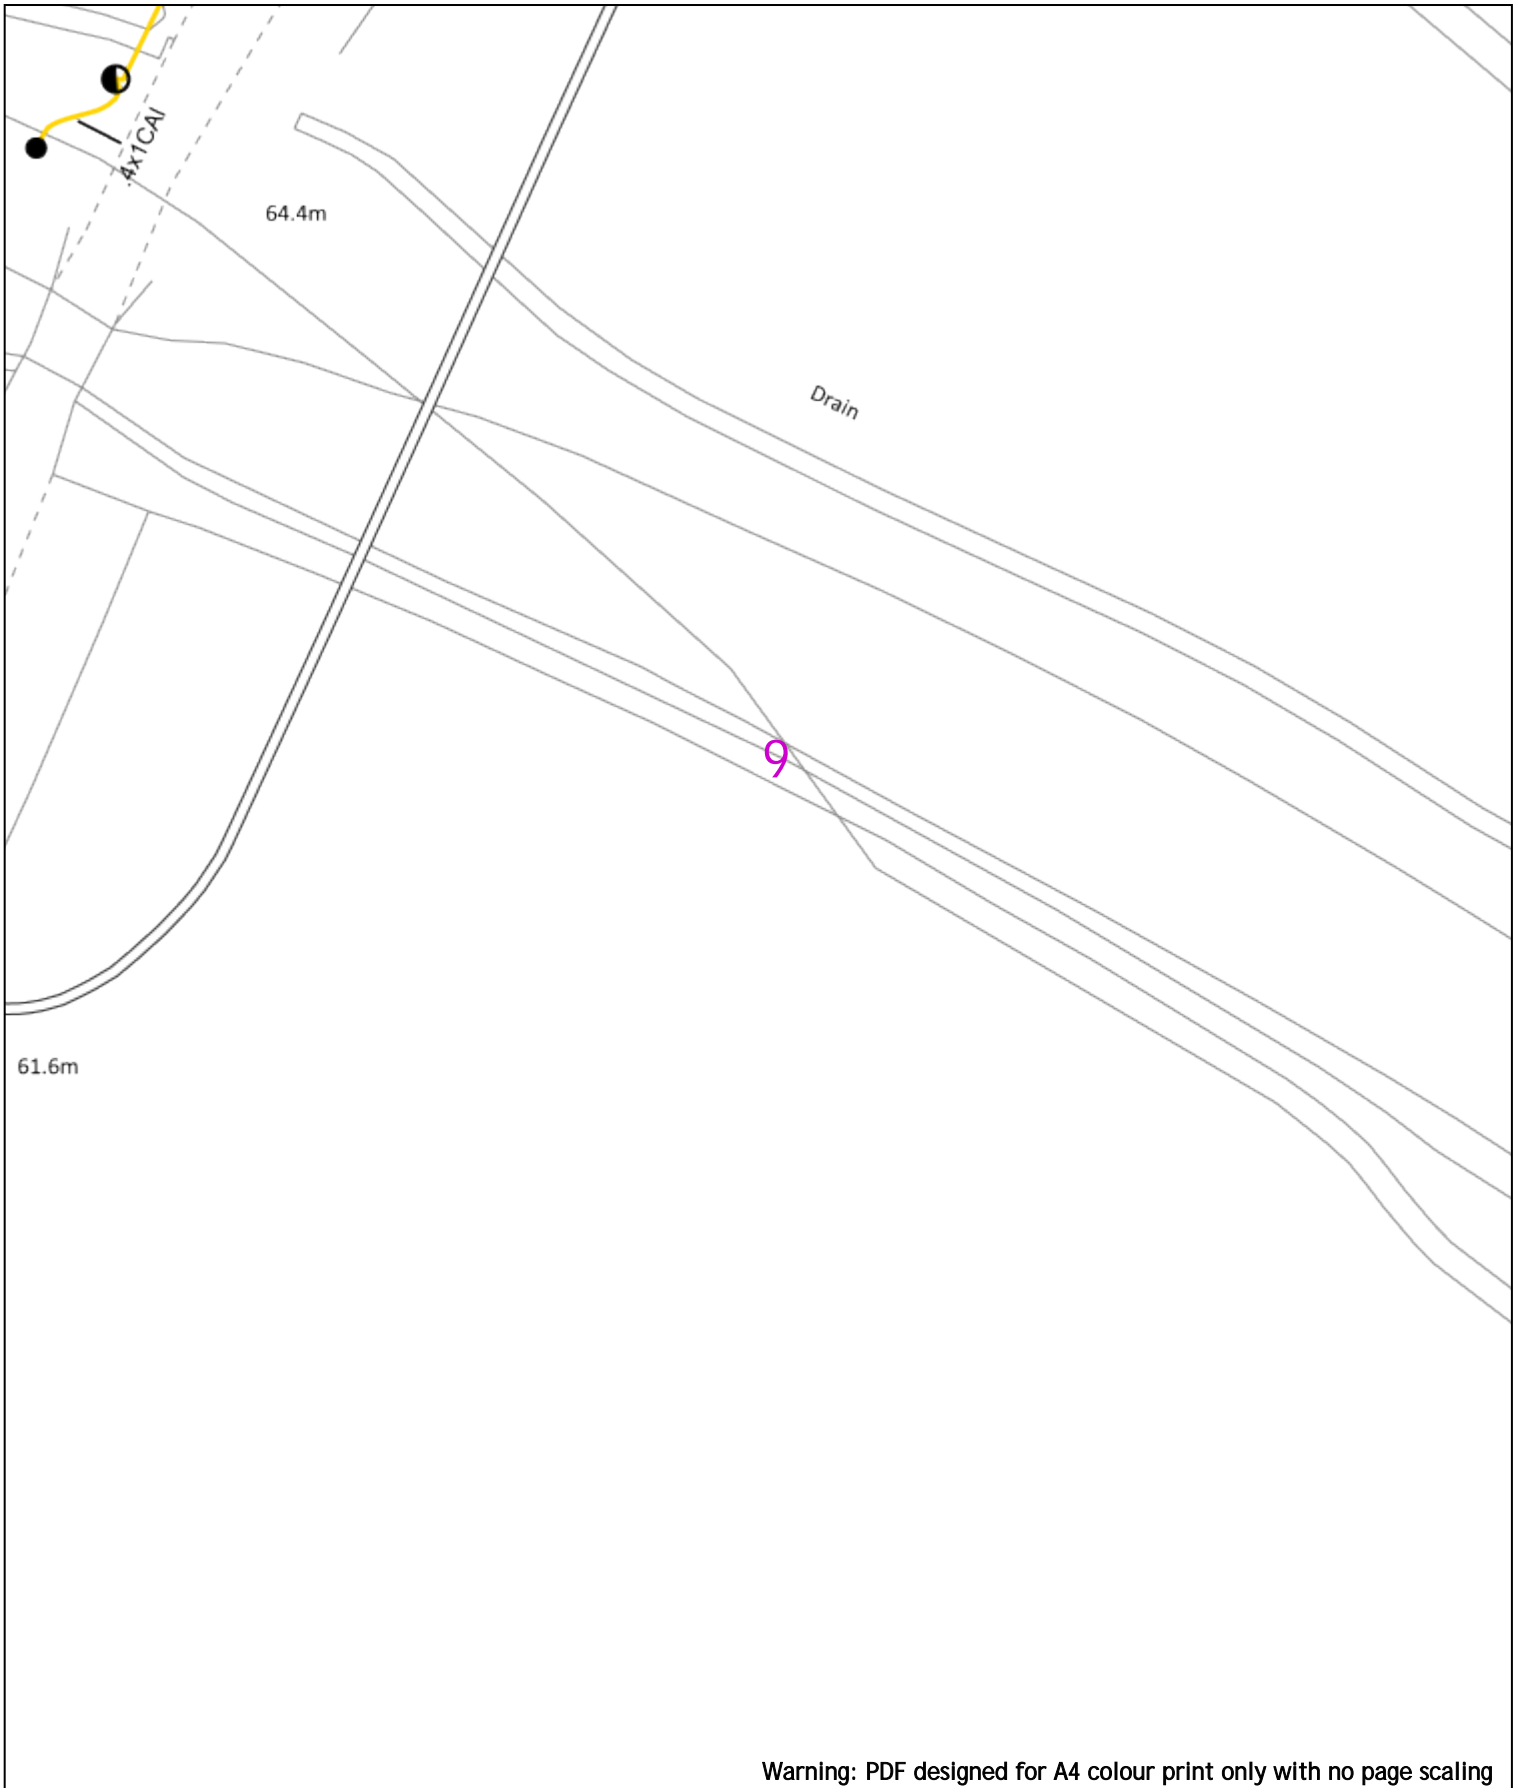 .4x1CAI
64.4m
Drain
9
61.6m
Warning: PDF designed for A4 colour print only with no page scaling